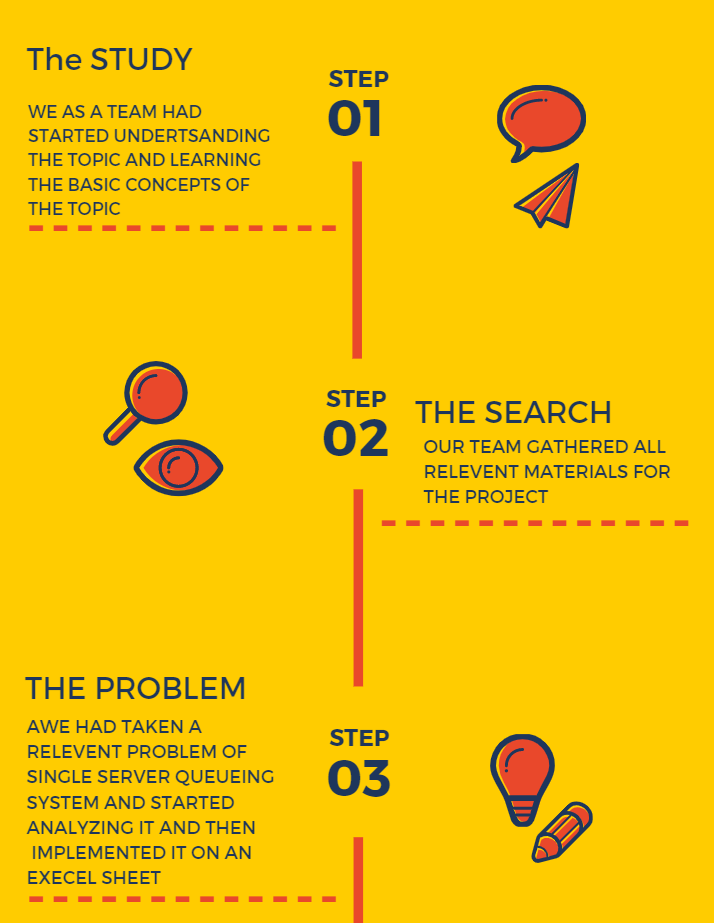 The STUDY
WE AS A TEAM HAD
STARTED UNDERTSANDING
THE TOPIC AND LEARNING
THE BASIC CONCEPTS OF
THE TOPIC
STEP
01
STEP
02
THE SEARCH
OUR TEAM GATHERED ALL
RELEVENT MATERIALS FOR
THE PROJECT
THE PROBLEM
AWE HAD TAKEN A
RELEVENT PROBLEM OF
SINGLE SERVER QUEUEING
SYSTEM AND STARTED
ANALYZING IT AND THEN
IMPLEMENTED IT ON AN
EXECEL SHEET
STEP
03